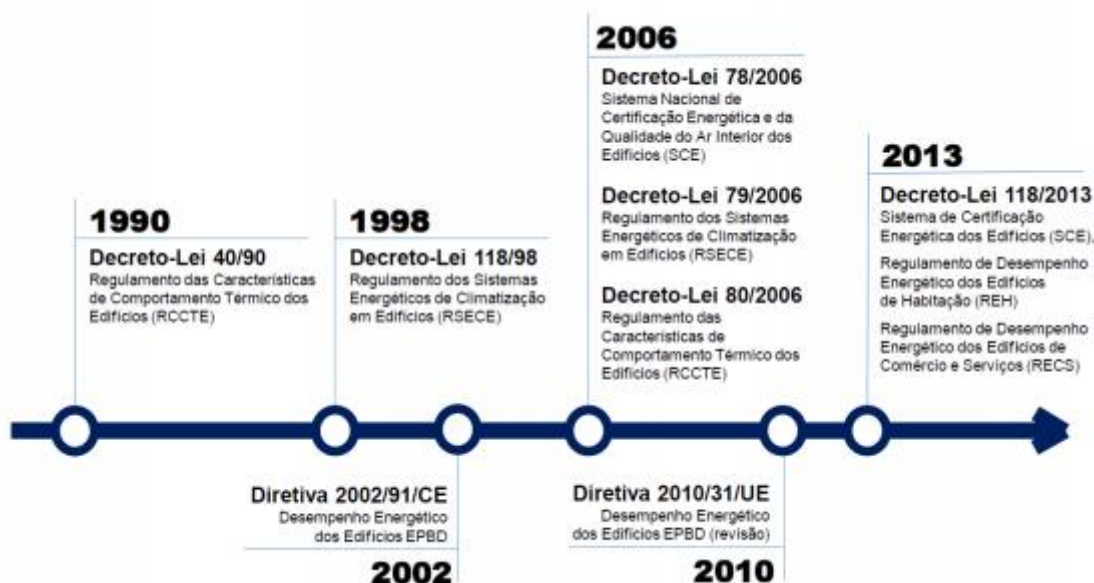 1990
Decreto-Lei 40/90
Regulamento das Características
de Comportamento Térmico dos
Edifícios (RCCTE)
1998
Decreto-Lei 118/98
Regulamento dos Sistemas
Energéticos de Climatização
em Edifícios (RSECE)
2006
Decreto-Lei 78/2006
Sistema Nacional de
Certificação Energética e da
Qualidade do Ar Interior dos
Edifícios (SCE)
Decreto-Lei 79/2006
Regulamento dos Sistemas
Energéticos de Climatização
em Edifícios (RSECE)
Decreto-Lei 80/2006
Regulamento das
Características de
Comportamento Térmico dos
Edifícios (RCCTE)
2013
Decreto-Lei 118/2013
Sistema de Certificação
Energética dos Edifícios (SCE),
Regulamento de Desempenho
Energético dos Edifícios
de Habitação (REH)
Regulamento de Desempenho
Energético dos Edifícios de
Comércio e Serviços (RECS)
Diretiva 2002/91/CE
Desempenho Energético
dos Edifícios EPBD
2002
Diretiva 2010/31/UE
Desempenho Energético
dos Edifícios EPBD (revisão)
2010